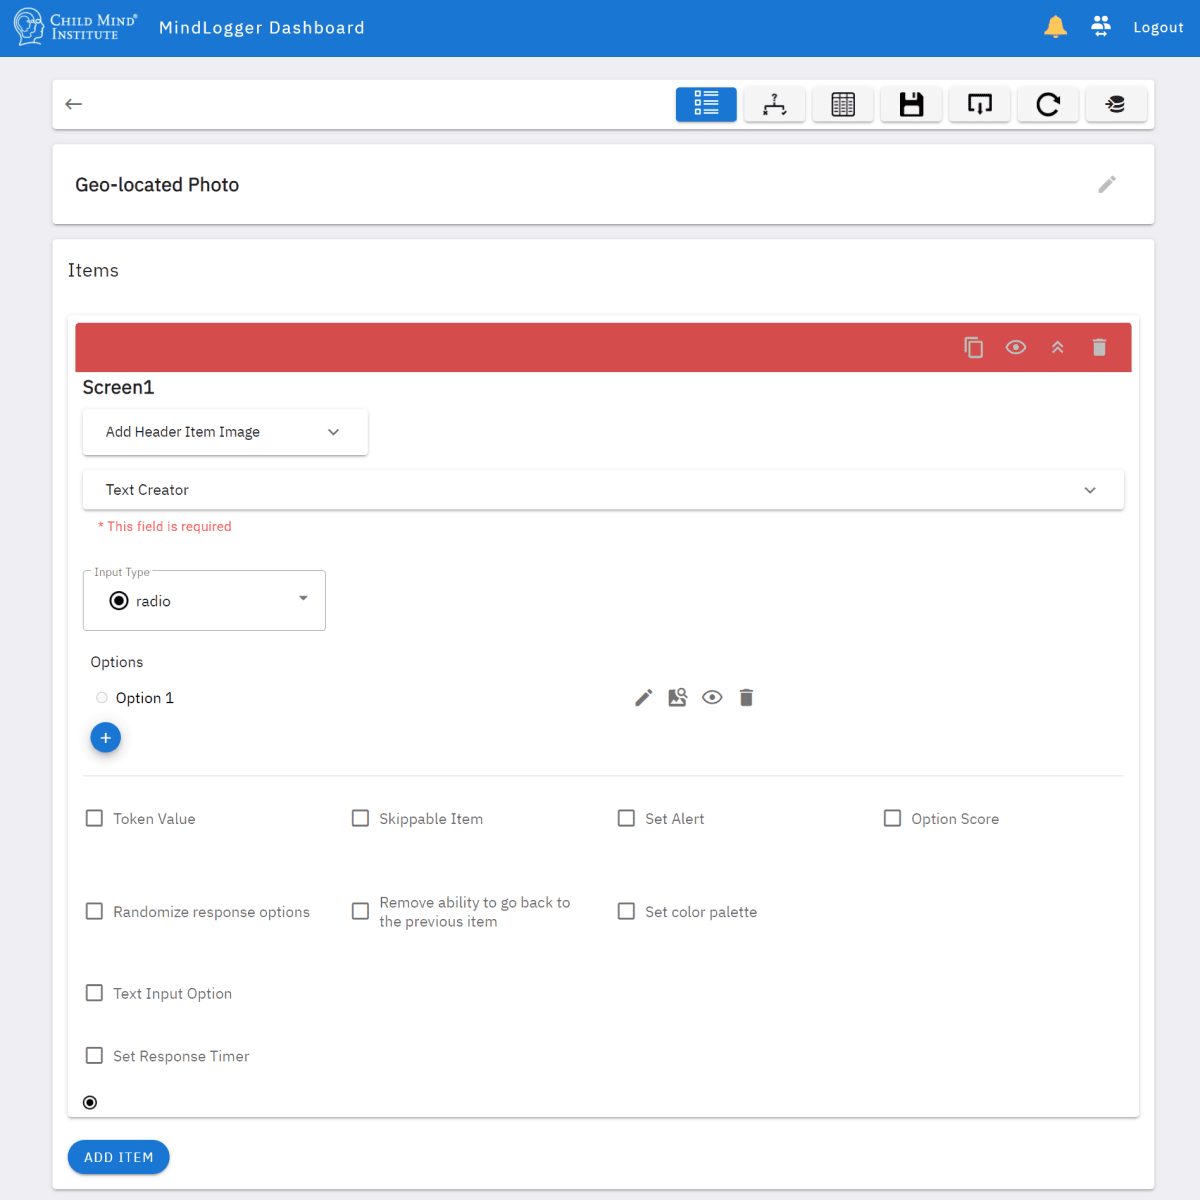 CHILD MIND®
INSTITUTE
MindLogger Dashboard
Logout
Geo-located Photo
Items
Screen1
Add Header Item Image
Text Creator
* This field is required
Input Type
radio
Options
Option 1
+
Token Value
Skippable Item
Set Alert
Option Score
Randomize response options
Remove ability to go back to
the previous item
Set color palette
Text Input Option
Set Response Timer
ADD ITEM